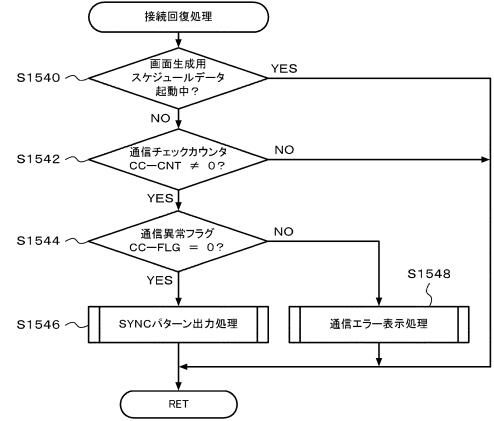 接続回復処理
S1540
画面生成用
スケジュールデータ
起動中？
YES
NO
S1542
通信チェックカウンタ
CC－CNT ≠ 0？
NO
YES
S1544
通信異常フラグ
CC－FLG ＝ 0？
NO
YES
S1548
S1546
SYNCパターン出力処理
通信エラー表示処理
RET